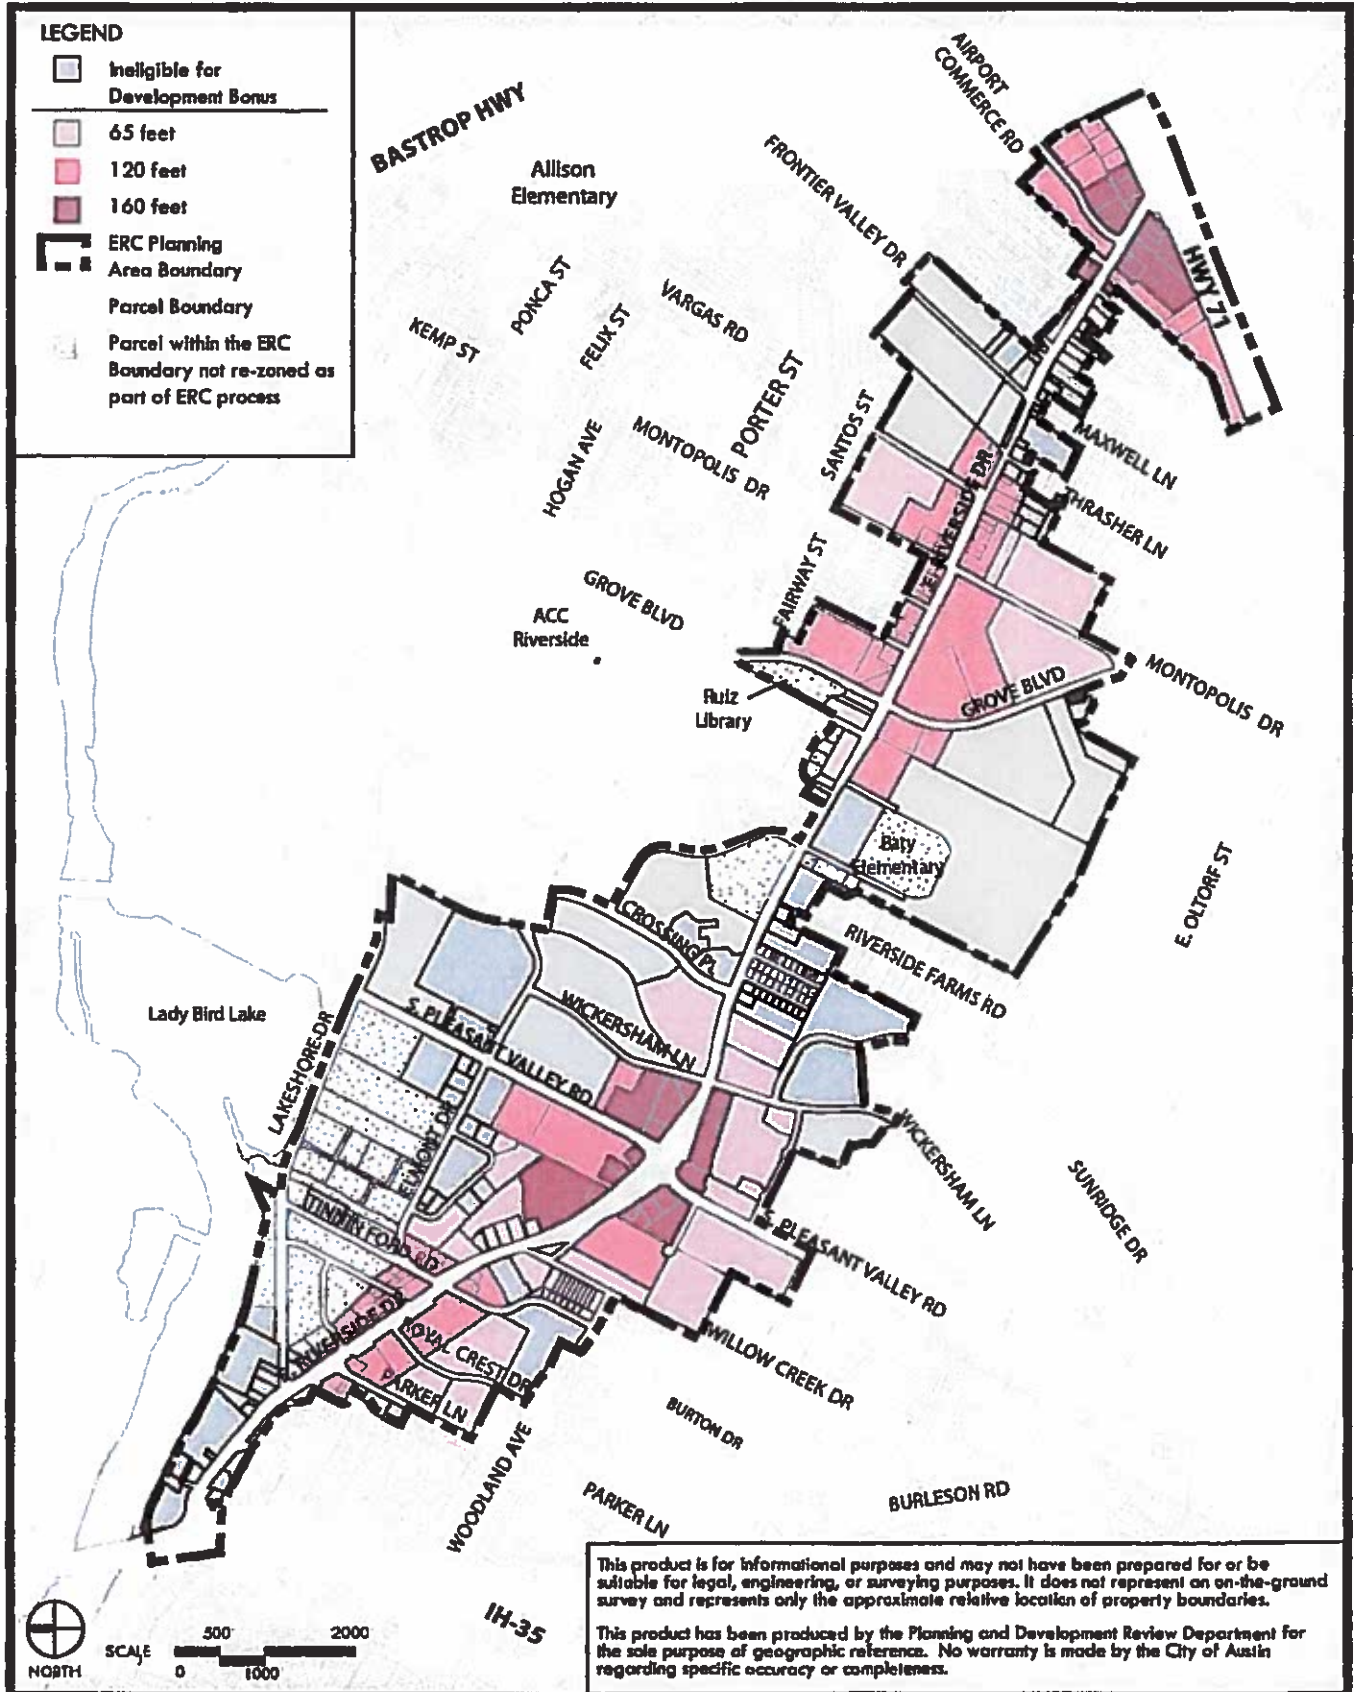 LEGEND
Ineligible for
Development Bonus
65 feet
120 feet
160 feet
ERC Planning
Area Boundary
Parcel Boundary
Parcel within the ERC
Boundary not re-zoned as
part of ERC process
BASTROP HWY
Allison
Elementary
AIRPORT
COMMERCE RD
FRONTIER VALLEY DR
HWY 71
KEMP ST
PONCA ST
FELIX ST
VARGAS RD
PORTER ST
SANTOS ST
HOGAN AVE
MONTOPOLIS DR
MAXWELL LN
THRASHER LN
E. RIVERSIDE DR
FAIRWAY ST
GROVE BLVD
ACC
Riverside
Ruiz
Library
GROVE BLVD
MONTOPOLIS DR
Baty
Elementary
E. OLTORF ST
CROSSING PL
RIVERSIDE FARMS RD
Lady Bird Lake
LAKESHORE DR
S. PLEASANT VALLEY RD
WICKERSHAM LN
ELMONT DR
WICKERSHAM LN
SUNRIDGE DR
TINNIN FORD RD
S. PLEASANT VALLEY RD
E. RIVERSIDE DR
ROYAL CREST DR
PARKER LN
WILLOW CREEK DR
BURTON DR
WOODLAND AVE
PARKER LN
BURLESON RD
IH-35
NORTH
SCALE
500
2000
0
1000
This product is for informational purposes and may not have been prepared for or be
suitable for legal, engineering, or surveying purposes. It does not represent an on-the-ground
survey and represents only the approximate relative location of property boundaries.
This product has been produced by the Planning and Development Review Department for
the sole purpose of geographic reference. No warranty is made by the City of Austin
regarding specific accuracy or completeness.